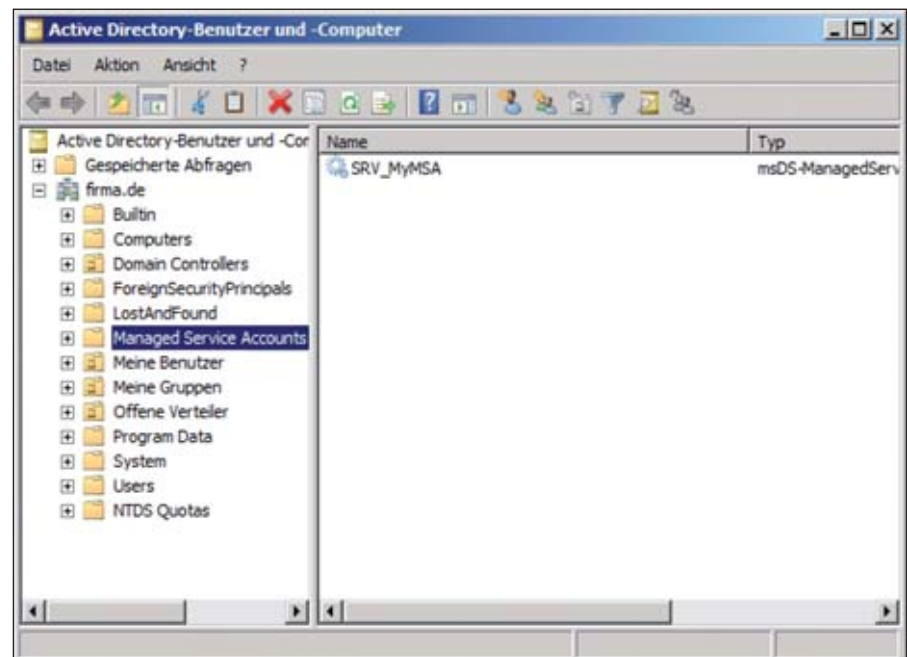 Active Directory-Benutzer und -Computer
Datei Aktion Ansicht ?
Active Directory-Benutzer und -Cor
Gespeicherte Abfragen
firma.de
Builtin
Computers
Domain Controllers
ForeignSecurityPrincipals
LostAndFound
Managed Service Accounts
Meine Benutzer
Meine Gruppen
Offene Verteiler
Program Data
System
Users
NTDS Quotas
Name Typ
SRV_MyMSA msDS-ManagedServ